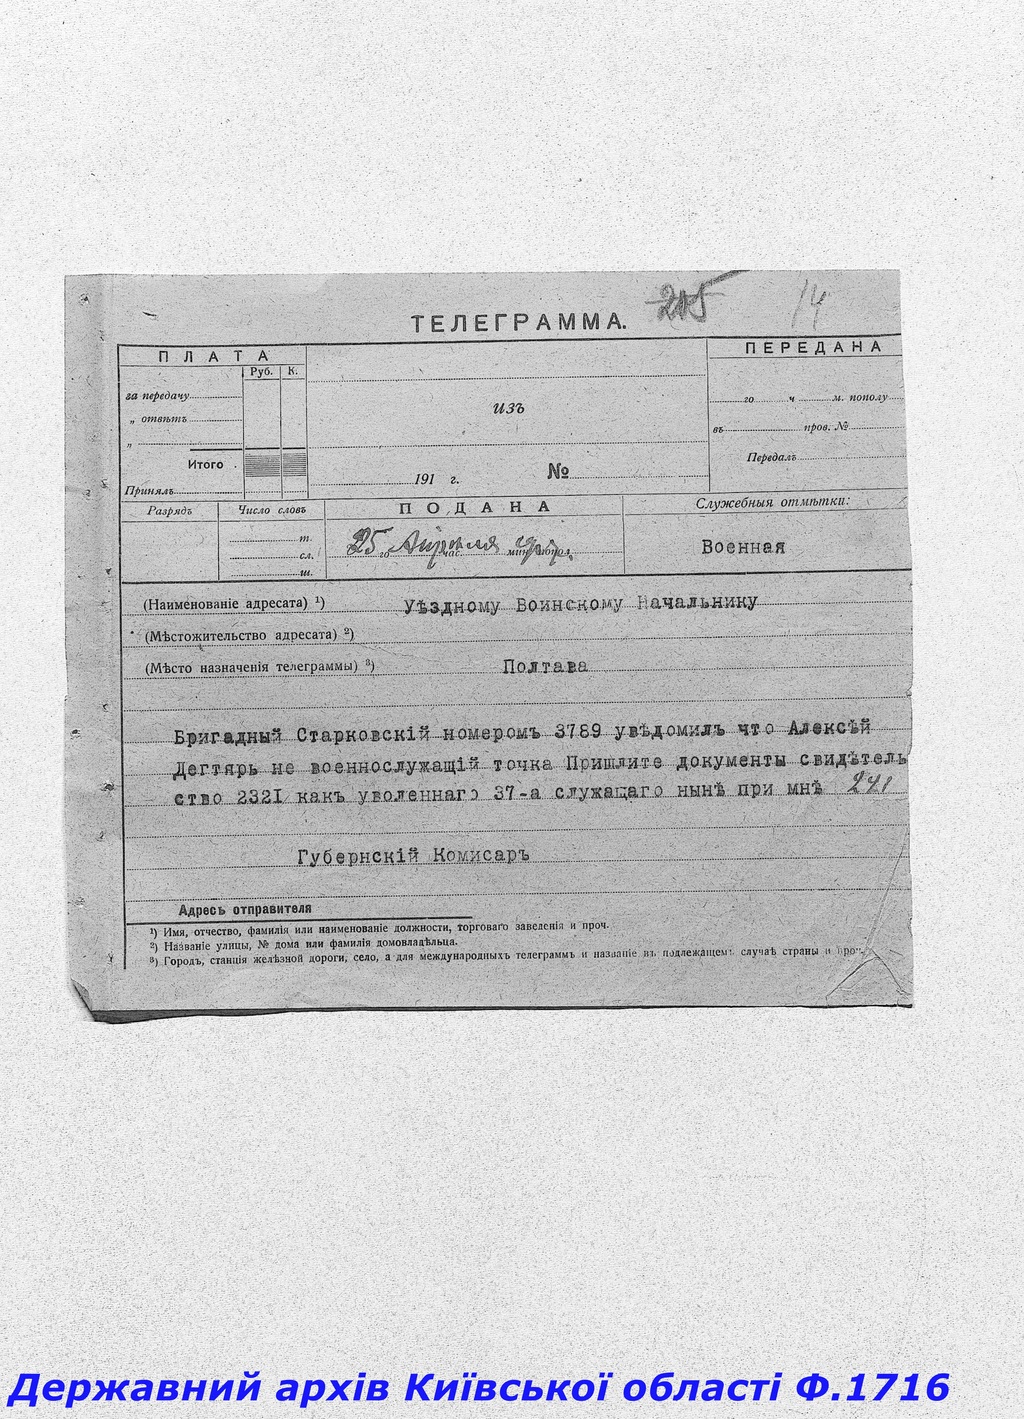 205 14
ТЕЛЕГРАММА.
ПЛАТА
Руб. К.
за передачу
„ отвѣтъ
„
Итого
Принялъ
изъ
191 г. №
ПЕРЕДАНА
го ч м. пополу
въ пров. №
Передалъ
Разрядъ
Число словъ
т.
сл.
ш.
ПОДАНА
25 го Апрѣля час. мин. попол.
Служебныя отмѣтки:
Военная
(Наименованіе адресата) ¹) Уѣздному Воинскому Начальнику
(Мѣстожительство адресата) ²)
(Мѣсто назначенія телеграммы) ³) Полтава
Бригадный Старковскій номеромъ 3789 увѣдомилъ что Алексѣй
Дегтярь не военнослужащій точка Пришлите документы свидѣтель
ство 2321 какъ уволеннаго 37-а служащаго нынѣ при мнѣ 241
Губернскій Комисаръ
Адресъ отправителя
¹) Имя, отчество, фамилія или наименованіе должности, торговаго заведенія и проч.
²) Названіе улицы, № дома или фамилія домовладѣльца.
³) Городъ, станція желѣзной дороги, село, а для международныхъ телеграммъ и названіе въ подлежащемъ случаѣ страны и проч.
Державний архів Київської області Ф.1716